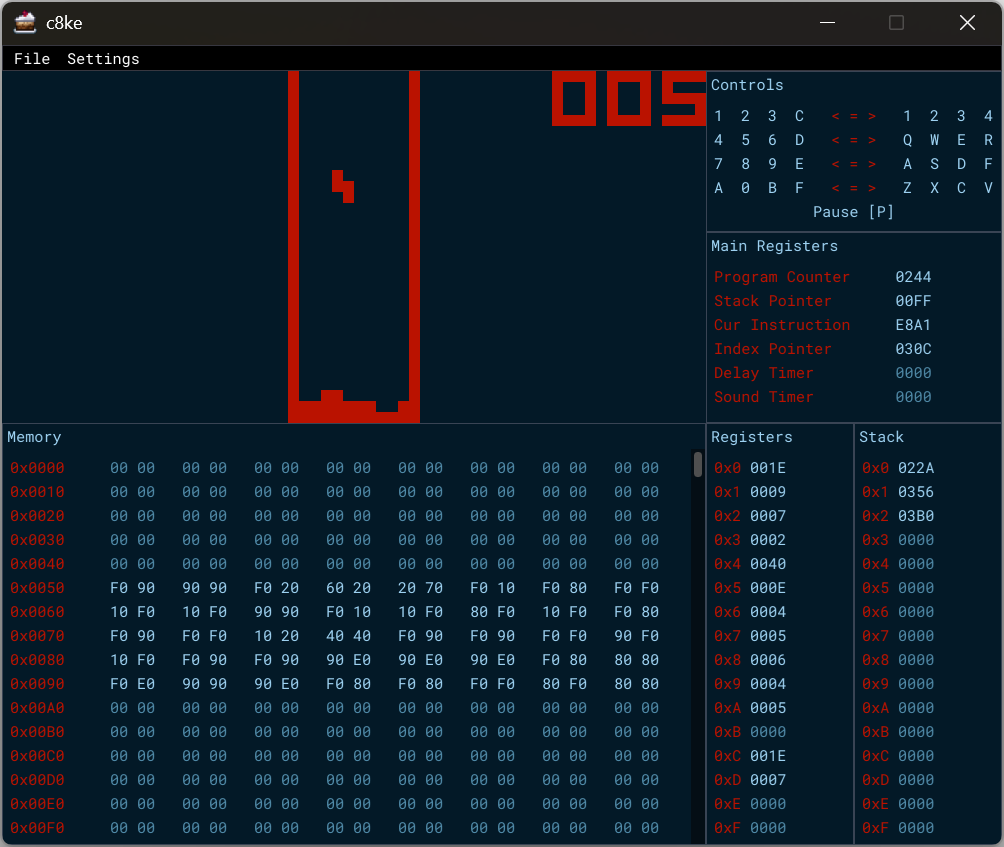 c8ke
File Settings
005
Controls
1 2 3 C < = > 1 2 3 4
4 5 6 D < = > Q W E R
7 8 9 E < = > A S D F
A 0 B F < = > Z X C V
Pause [P]
Main Registers
Program Counter 0244
Stack Pointer 00FF
Cur Instruction E8A1
Index Pointer 030C
Delay Timer 0000
Sound Timer 0000
Memory
0x0000 00 00 00 00 00 00 00 00 00 00 00 00 00 00 00 00
0x0010 00 00 00 00 00 00 00 00 00 00 00 00 00 00 00 00
0x0020 00 00 00 00 00 00 00 00 00 00 00 00 00 00 00 00
0x0030 00 00 00 00 00 00 00 00 00 00 00 00 00 00 00 00
0x0040 00 00 00 00 00 00 00 00 00 00 00 00 00 00 00 00
0x0050 F0 90 90 90 F0 20 60 20 20 70 F0 10 F0 80 F0 F0
0x0060 10 F0 10 F0 90 90 F0 10 10 F0 80 F0 10 F0 F0 80
0x0070 F0 90 F0 F0 10 20 40 40 F0 90 F0 90 F0 F0 90 F0
0x0080 10 F0 F0 90 F0 90 90 E0 90 E0 90 E0 F0 80 80 80
0x0090 F0 E0 90 90 90 E0 F0 80 F0 80 F0 F0 80 F0 80 80
0x00A0 00 00 00 00 00 00 00 00 00 00 00 00 00 00 00 00
0x00B0 00 00 00 00 00 00 00 00 00 00 00 00 00 00 00 00
0x00C0 00 00 00 00 00 00 00 00 00 00 00 00 00 00 00 00
0x00D0 00 00 00 00 00 00 00 00 00 00 00 00 00 00 00 00
0x00E0 00 00 00 00 00 00 00 00 00 00 00 00 00 00 00 00
0x00F0 00 00 00 00 00 00 00 00 00 00 00 00 00 00 00 00
Registers
0x0 001E
0x1 0009
0x2 0007
0x3 0002
0x4 0040
0x5 000E
0x6 0004
0x7 0005
0x8 0006
0x9 0004
0xA 0005
0xB 0000
0xC 001E
0xD 0007
0xE 0000
0xF 0000
Stack
0x0 022A
0x1 0356
0x2 03B0
0x3 0000
0x4 0000
0x5 0000
0x6 0000
0x7 0000
0x8 0000
0x9 0000
0xA 0000
0xB 0000
0xC 0000
0xD 0000
0xE 0000
0xF 0000